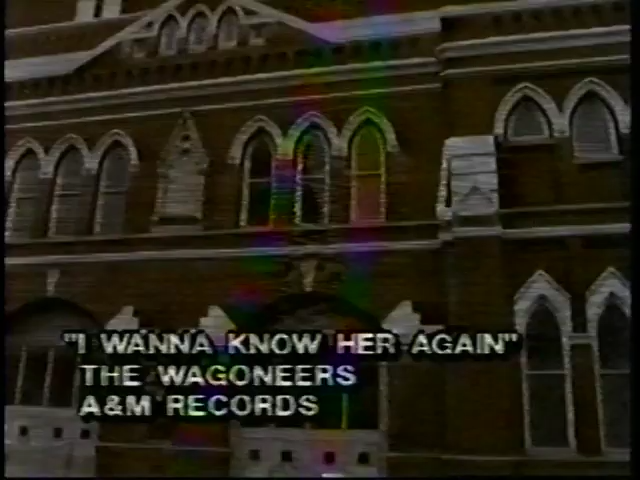 "I WANNA KNOW HER AGAIN"
THE WAGONEERS
A&M RECORDS